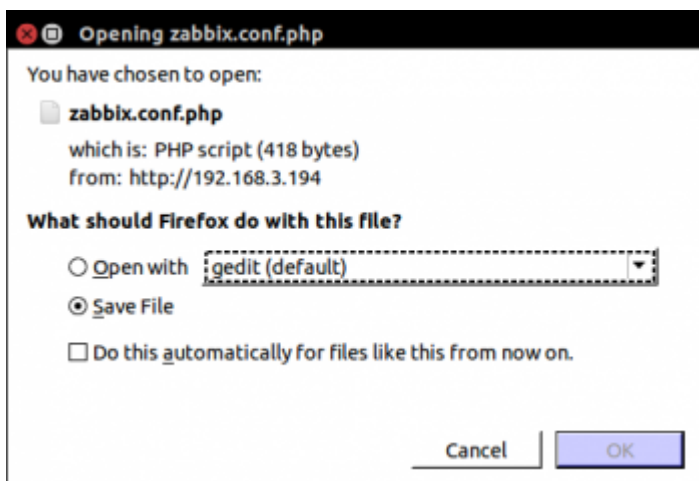 Opening zabbix.conf.php
You have chosen to open:
zabbix.conf.php
which is: PHP script (418 bytes)
from: http://192.168.3.194
What should Firefox do with this file?
Open with gedit (default)
Save File
Do this automatically for files like this from now on.
Cancel OK